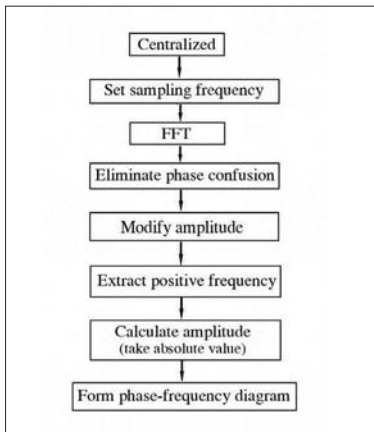 Centralized
Set sampling frequency
FFT
Eliminate phase confusion
Modify amplitude
Extract positive frequency
Calculate amplitude
(take absolute value)
Form phase-frequency diagram